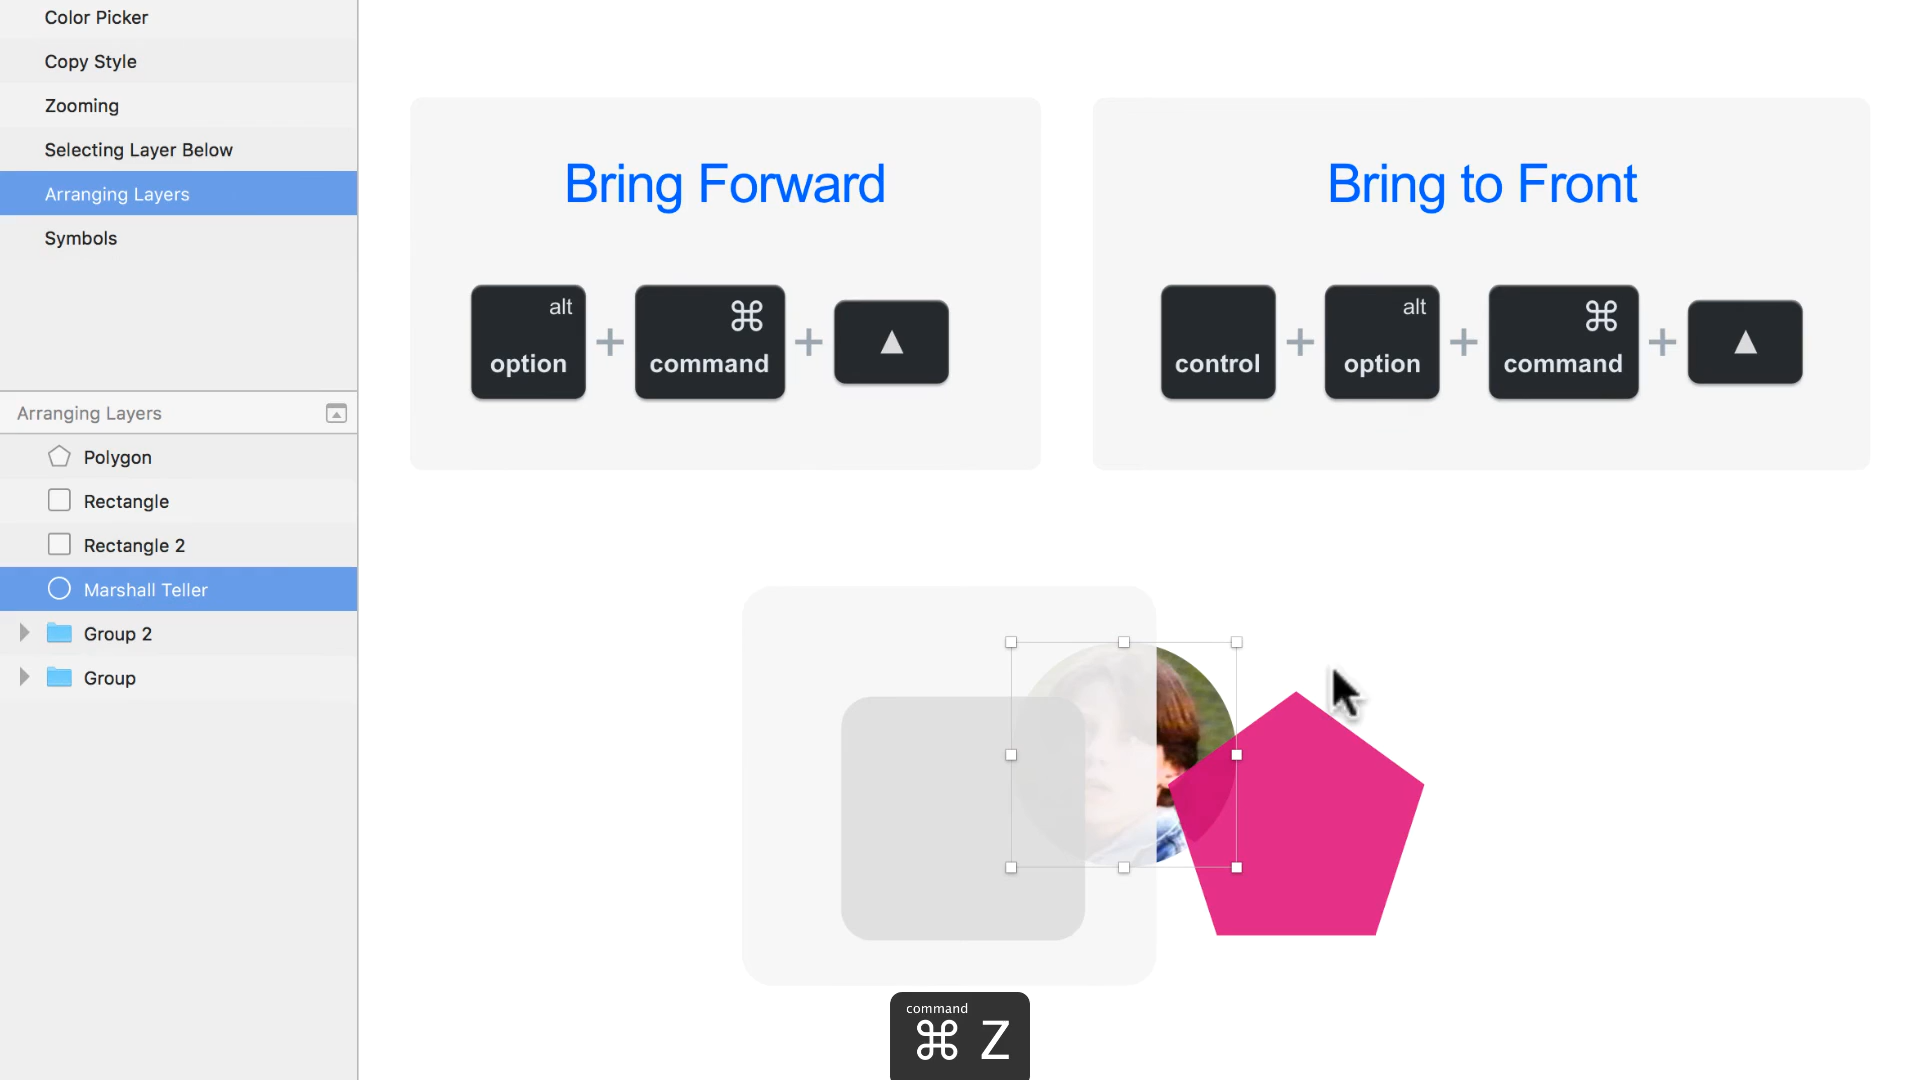 Color Picker
Copy Style
Zooming
Selecting Layer Below
Arranging Layers
Symbols
Arranging Layers
Polygon
Rectangle
Rectangle 2
Marshall Teller
Group 2
Group
Bring Forward
alt
option
+
⌘
command
+
▲
Bring to Front
control
+
alt
option
+
⌘
command
+
▲
command
⌘ Z